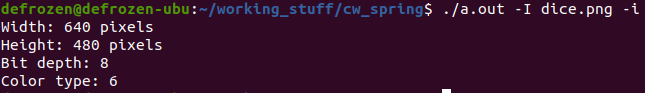 defrozen@defrozen-ubu:~/working_stuff/cw_spring$ ./a.out -I dice.png -i
Width: 640 pixels
Height: 480 pixels
Bit depth: 8
Color type: 6